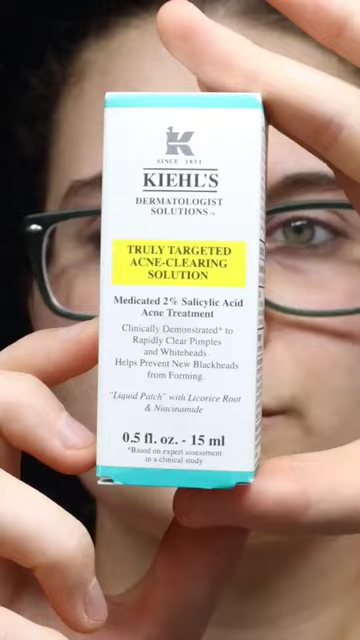 K
SINCE 1851
KIEHL'S
DERMATOLOGIST
SOLUTIONS™
TRULY TARGETED
ACNE-CLEARING
SOLUTION
Medicated 2% Salicylic Acid
Acne Treatment
Clinically Demonstrated* to
Rapidly Clear Pimples
and Whiteheads.
Helps Prevent New Blackheads
from Forming.
"Liquid Patch" with Licorice Root
& Niacinamide
0.5 fl. oz. - 15 ml
*Based on expert assessment
in a clinical study